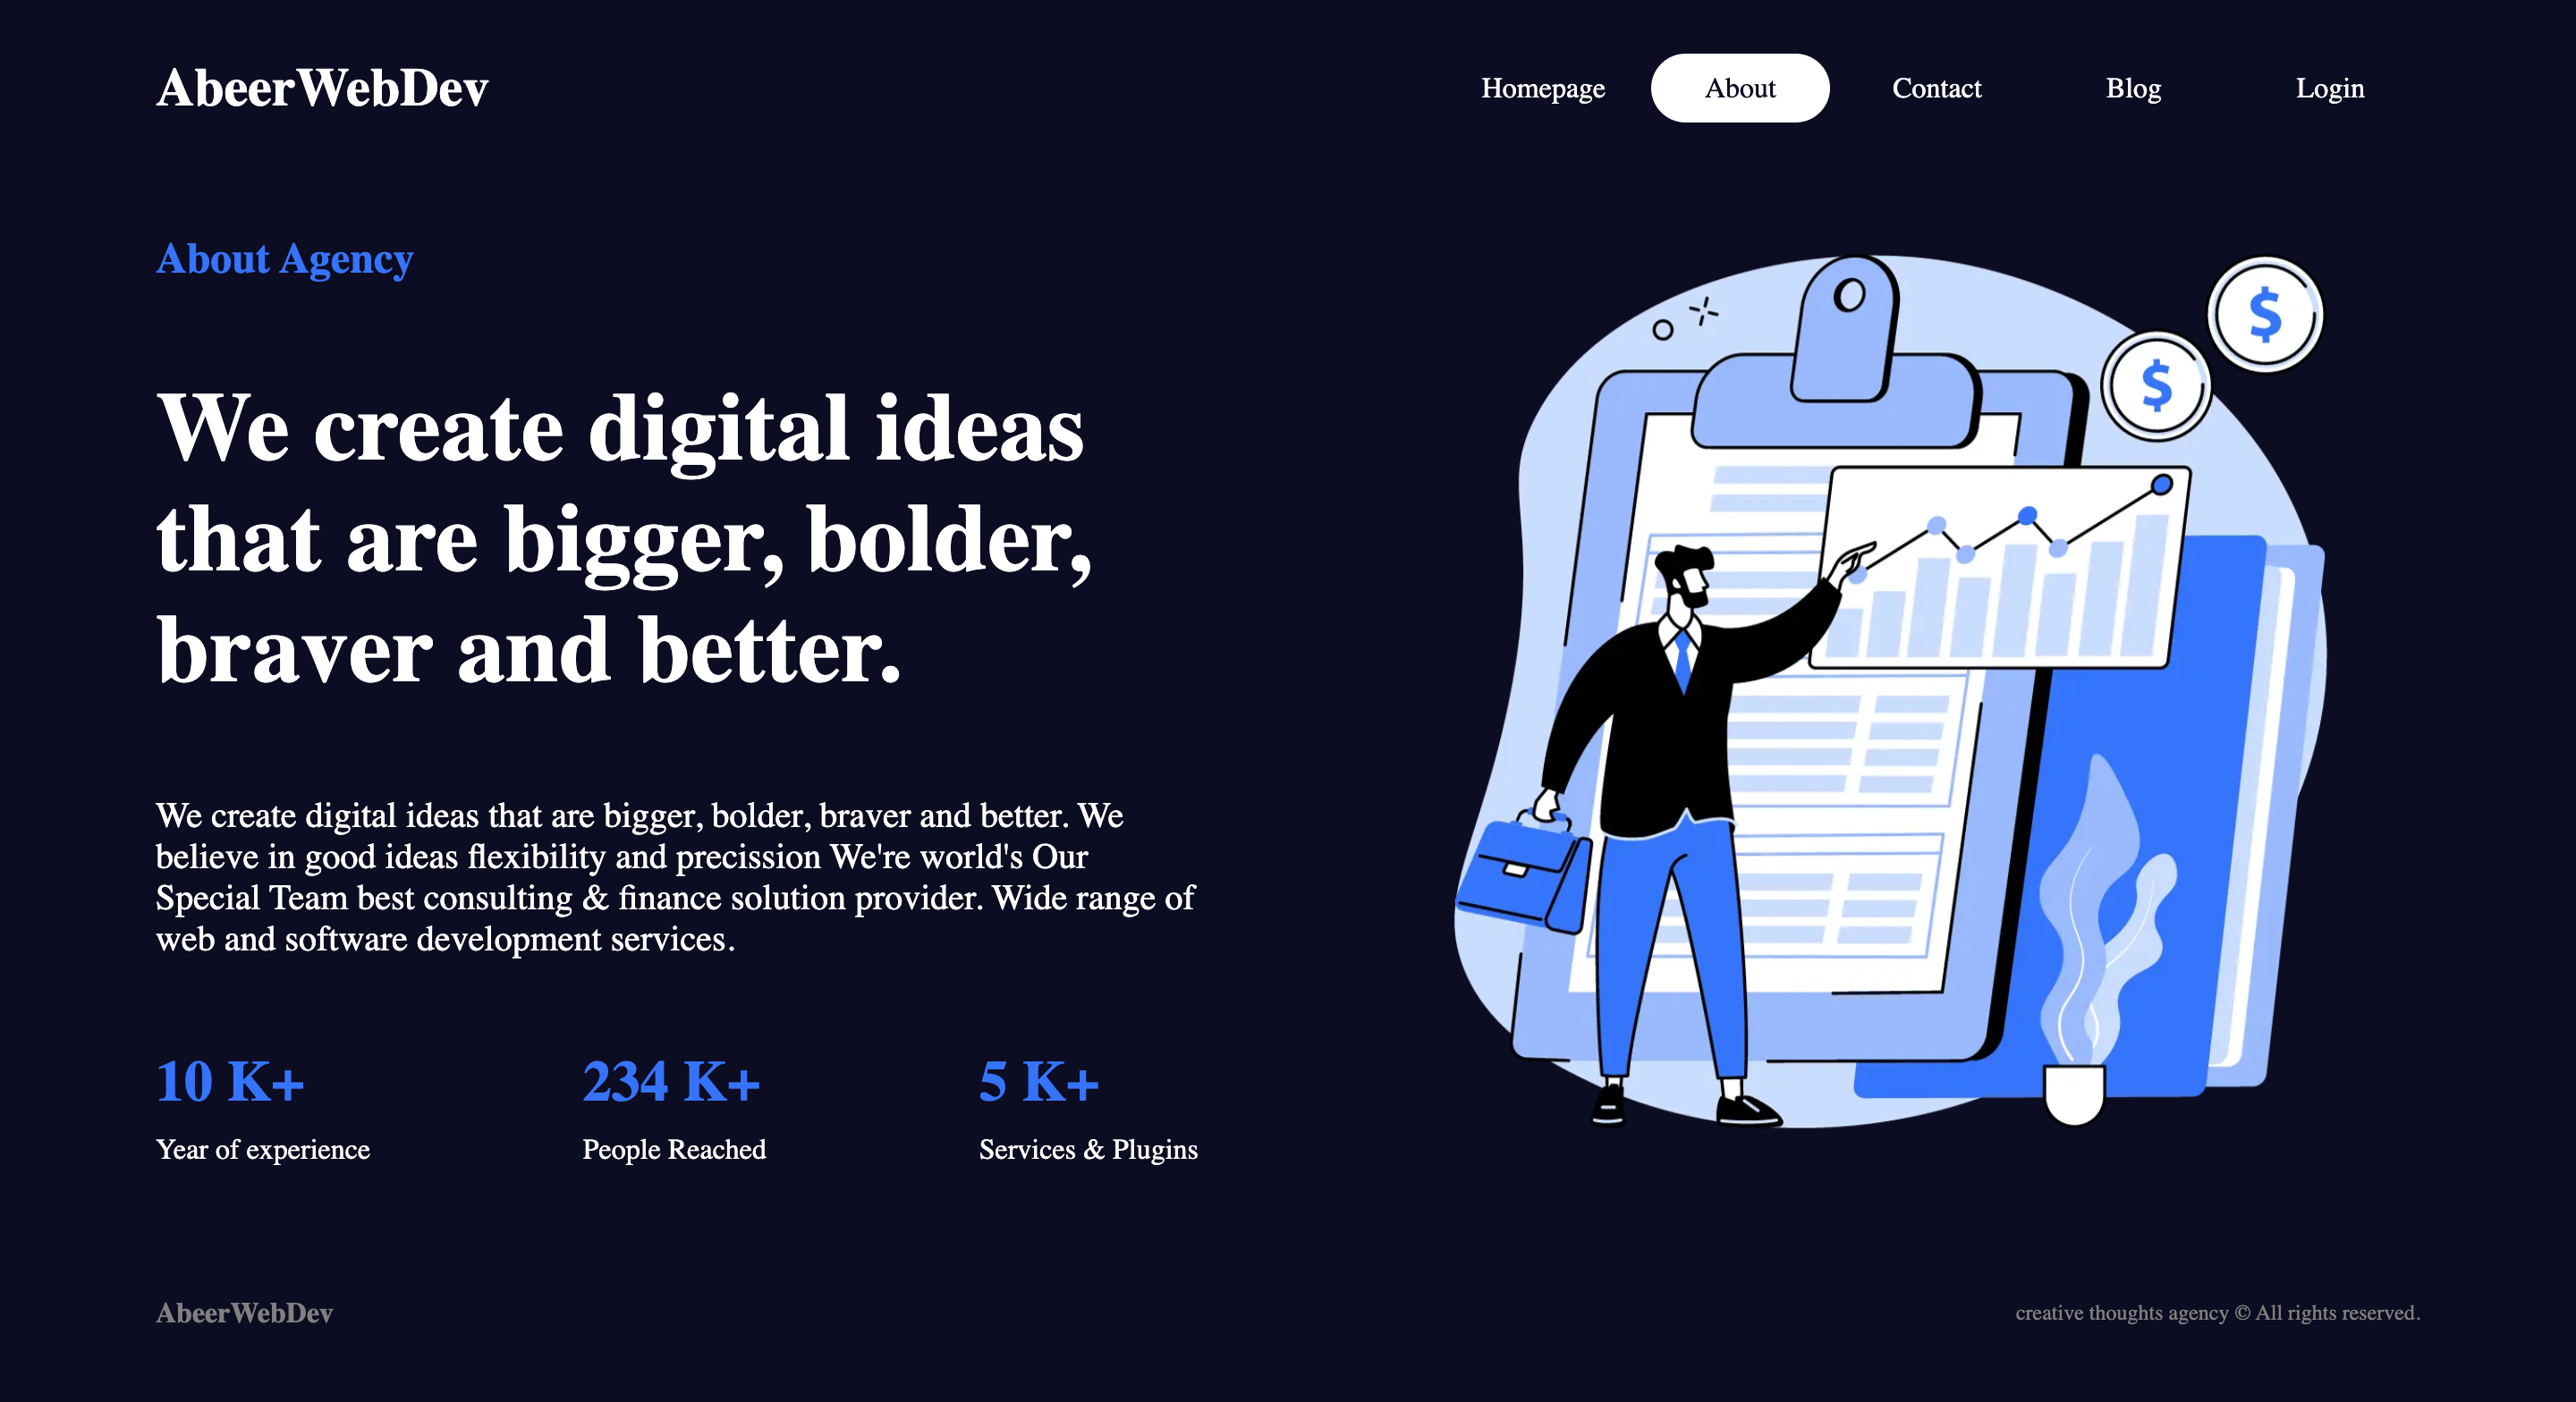 AbeerWebDev
Homepage
About
Contact
Blog
Login
About Agency
We create digital ideas
that are bigger, bolder,
braver and better.
We create digital ideas that are bigger, bolder, braver and better. We
believe in good ideas flexibility and precission We're world's Our
Special Team best consulting & finance solution provider. Wide range of
web and software development services.
10 K+
Year of experience
234 K+
People Reached
5 K+
Services & Plugins
$
$
AbeerWebDev
creative thoughts agency © All rights reserved.